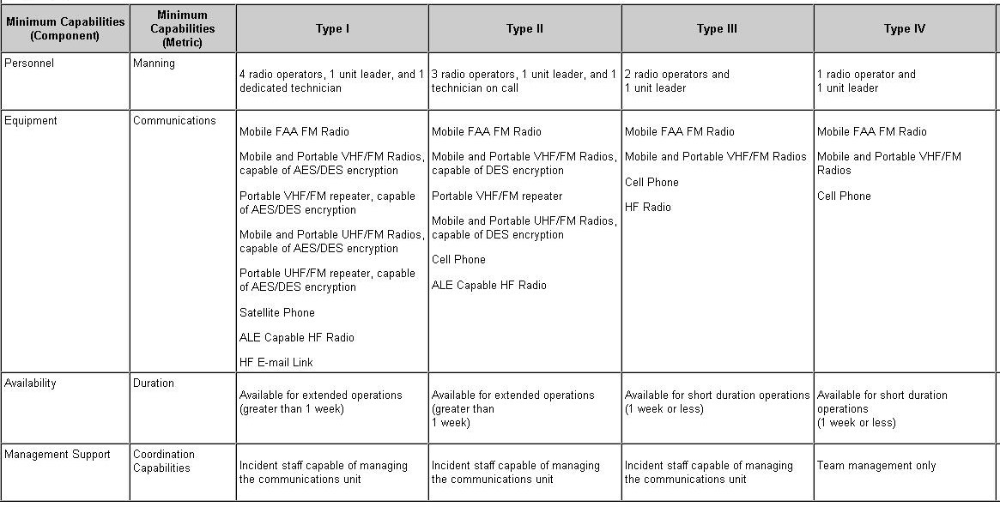 Minimum Capabilities
(Component)
Minimum
Capabilities
(Metric)
Type I
Type II
Type III
Type IV
Personnel
Manning
4 radio operators, 1 unit leader, and 1
dedicated technician
3 radio operators, 1 unit leader, and 1
technician on call
2 radio operators and
1 unit leader
1 radio operator and
1 unit leader
Equipment
Communications
Mobile FAA FM Radio
Mobile and Portable VHF/FM Radios,
capable of AES/DES encryption
Portable VHF/FM repeater, capable
of AES/DES encryption
Mobile and Portable UHF/FM Radios,
capable of AES/DES encryption
Portable UHF/FM repeater, capable
of AES/DES encryption
Satellite Phone
ALE Capable HF Radio
HF E-mail Link
Mobile FAA FM Radio
Mobile and Portable VHF/FM Radios,
capable of DES encryption
Portable VHF/FM repeater
Mobile and Portable UHF/FM Radios,
capable of DES encryption
Cell Phone
ALE Capable HF Radio
Mobile FAA FM Radio
Mobile and Portable VHF/FM Radios
Cell Phone
HF Radio
Mobile FAA FM Radio
Mobile and Portable VHF/FM
Radios
Cell Phone
Availability
Duration
Available for extended operations
(greater than 1 week)
Available for extended operations
(greater than
1 week)
Available for short duration operations
(1 week or less)
Available for short duration
operations
(1 week or less)
Management Support
Coordination
Capabilities
Incident staff capable of managing
the communications unit
Incident staff capable of managing
the communications unit
Incident staff capable of managing
the communications unit
Team management only